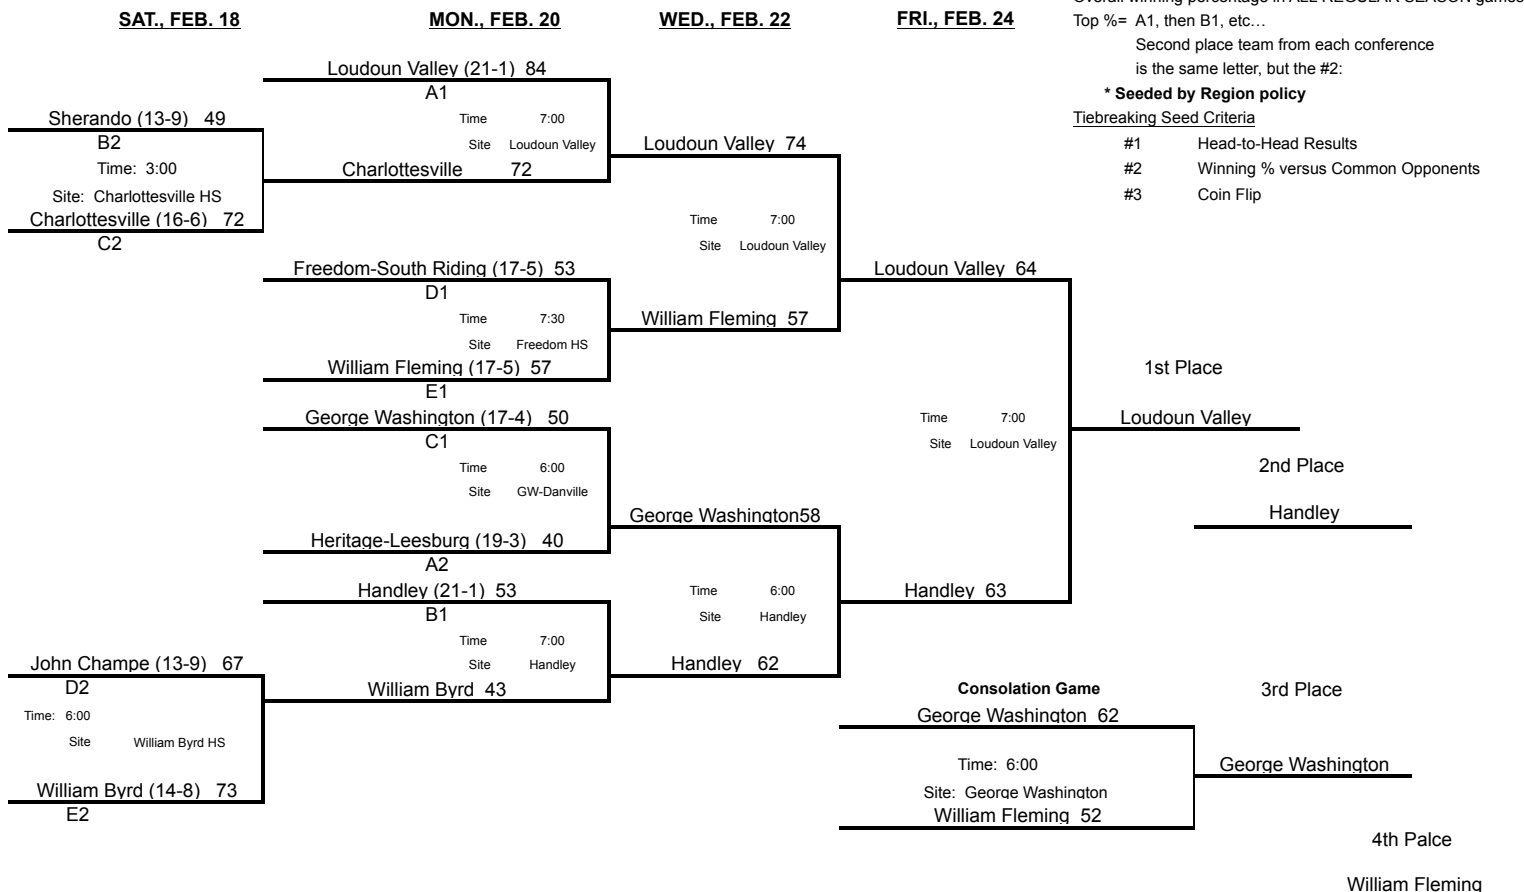 Overall winning percentage in ALL REGULAR SEASON games
SAT., FEB. 18
MON., FEB. 20
WED., FEB. 22
FRI., FEB. 24
Top %= A1, then B1, etc…
Second place team from each conference
is the same letter, but the #2:
* Seeded by Region policy
Tiebreaking Seed Criteria
#1 Head-to-Head Results
#2 Winning % versus Common Opponents
#3 Coin Flip
Sherando (13-9) 49
B2
Time: 3:00
Site: Charlottesville HS
Charlottesville (16-6) 72
C2
John Champe (13-9) 67
D2
Time: 6:00
Site William Byrd HS
William Byrd (14-8) 73
E2
Loudoun Valley (21-1) 84
A1
Time 7:00
Site Loudoun Valley
Charlottesville 72
Freedom-South Riding (17-5) 53
D1
Time 7:30
Site Freedom HS
William Fleming (17-5) 57
E1
George Washington (17-4) 50
C1
Time 6:00
Site GW-Danville
Heritage-Leesburg (19-3) 40
A2
Handley (21-1) 53
B1
Time 7:00
Site Handley
William Byrd 43
Loudoun Valley 74
Time 7:00
Site Loudoun Valley
William Fleming 57
George Washington58
Time 6:00
Site Handley
Handley 62
Loudoun Valley 64
Time 7:00
Site Loudoun Valley
Handley 63
Consolation Game
George Washington 62
Time: 6:00
Site: George Washington
William Fleming 52
1st Place
Loudoun Valley
2nd Place
Handley
3rd Place
George Washington
4th Palce
William Fleming